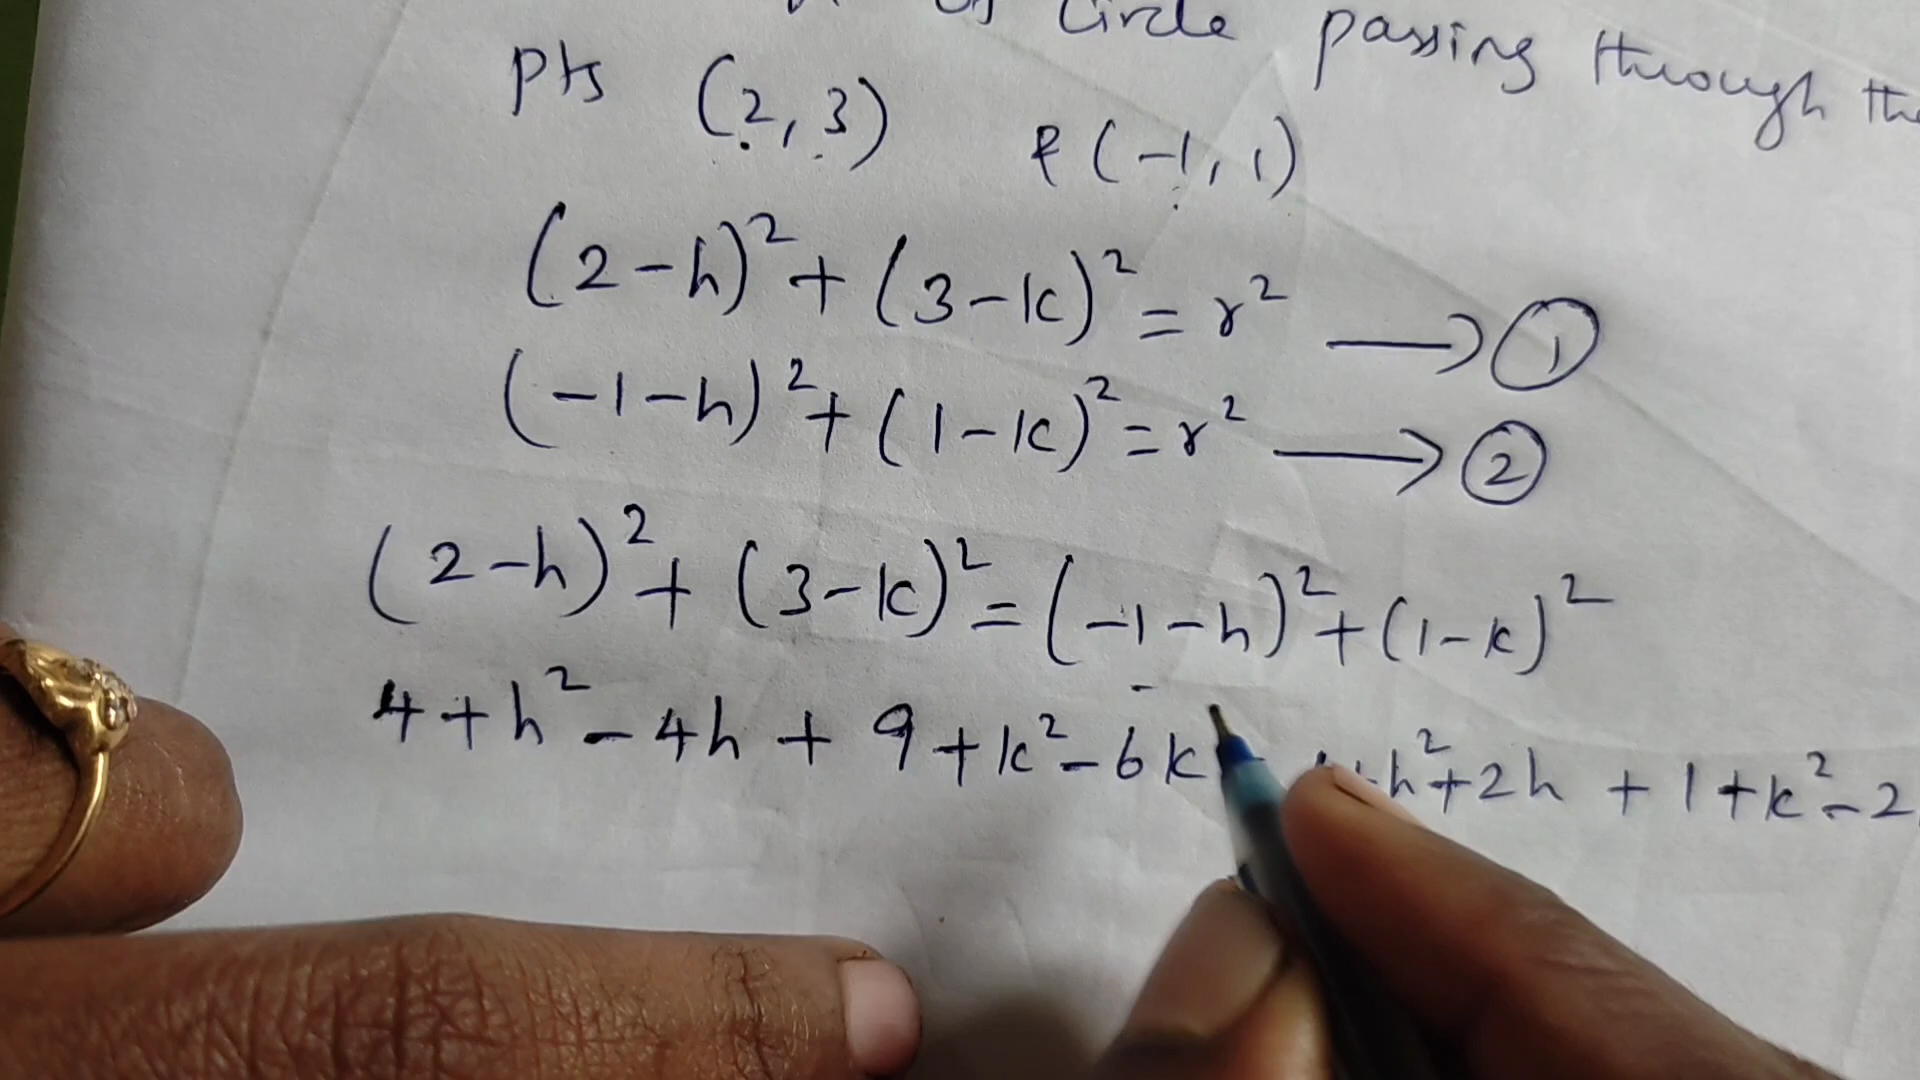 of circle passing through the
pts (2, 3) & (-1, 1)
(2-h)² + (3-k)² = r² → ①
(-1-h)² + (1-k)² = r² → ②
(2-h)² + (3-k)² = (-1-h)² + (1-k)²
4 + h² - 4h + 9 + k² - 6k + h² + 2h + 1 + k² - 2